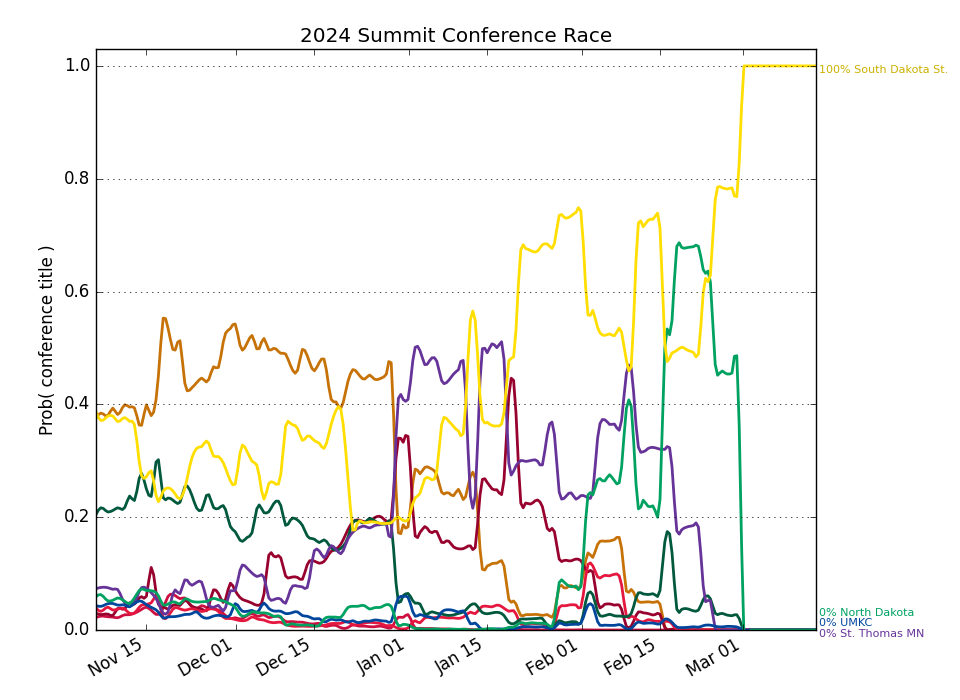 2024 Summit Conference Race
Prob( conference title )
1.0
0.8
0.6
0.4
0.2
0.0
Nov 15
Dec 01
Dec 15
Jan 01
Jan 15
Feb 01
Feb 15
Mar 01
100% South Dakota St.
0% North Dakota
0% UMKC
0% St. Thomas MN